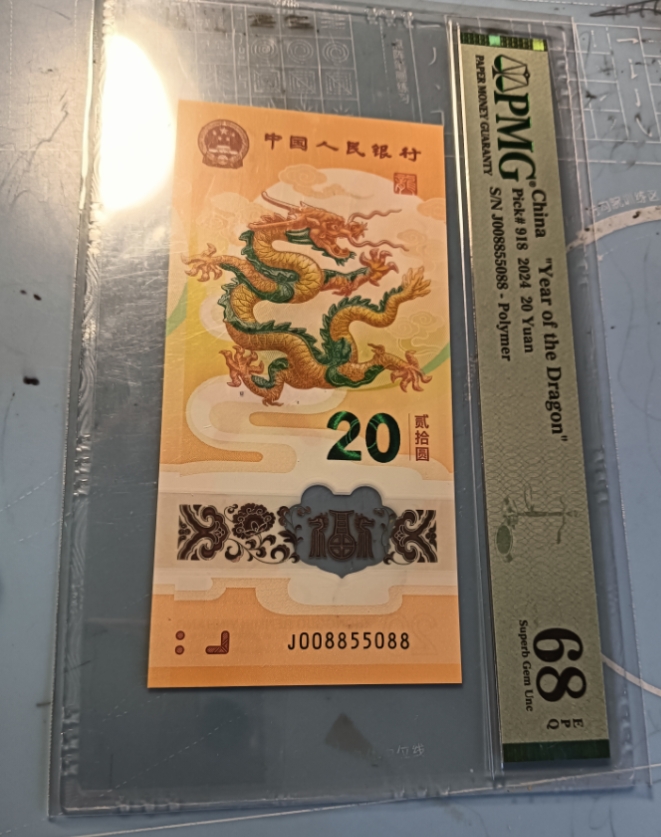 中国人民银行
20
贰拾圆
福
J008855088
PMG®
PAPER MONEY GUARANTY
China "Year of the Dragon"
Pick# 918 2024 20 Yuan
S/N J008855088 - Polymer
68 EPQ
Superb Gem Unc